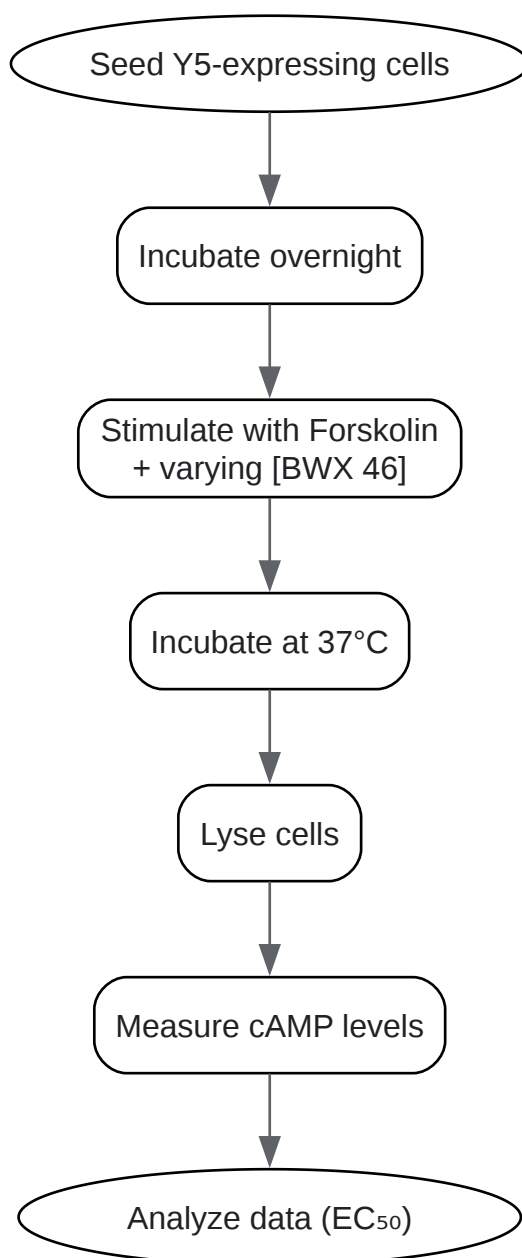 Seed Y5-expressing cells
Incubate overnight
Stimulate with Forskolin
+ varying [BWX 46]
Incubate at 37°C
Lyse cells
Measure cAMP levels
Analyze data (EC₅₀)